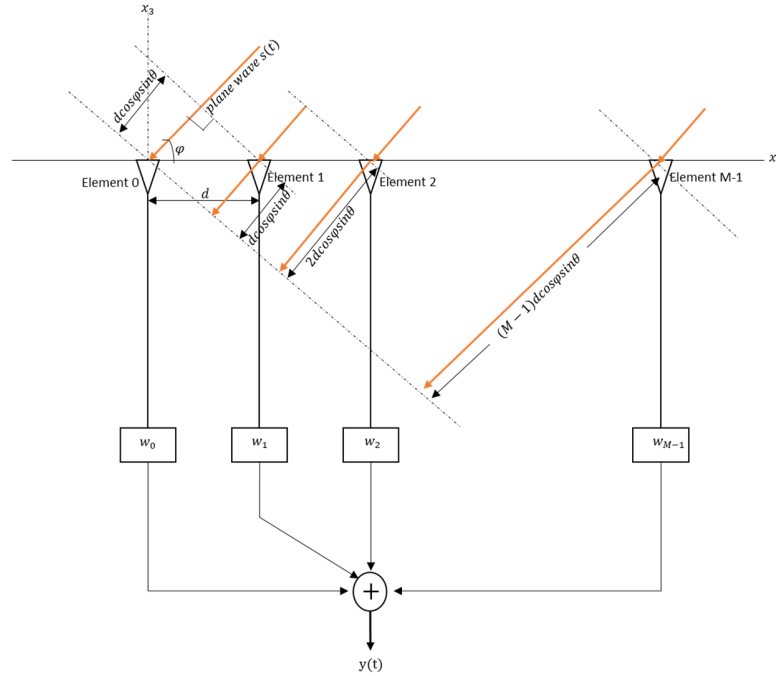 x₃
plane wave s(t)
dcosφsinθ
φ
x
Element 0
Element 1
Element 2
Element M-1
d
dcosφsinθ
2dcosφsinθ
(M − 1)dcosφsinθ
w₀
w₁
w₂
w_{M−1}
+
y(t)